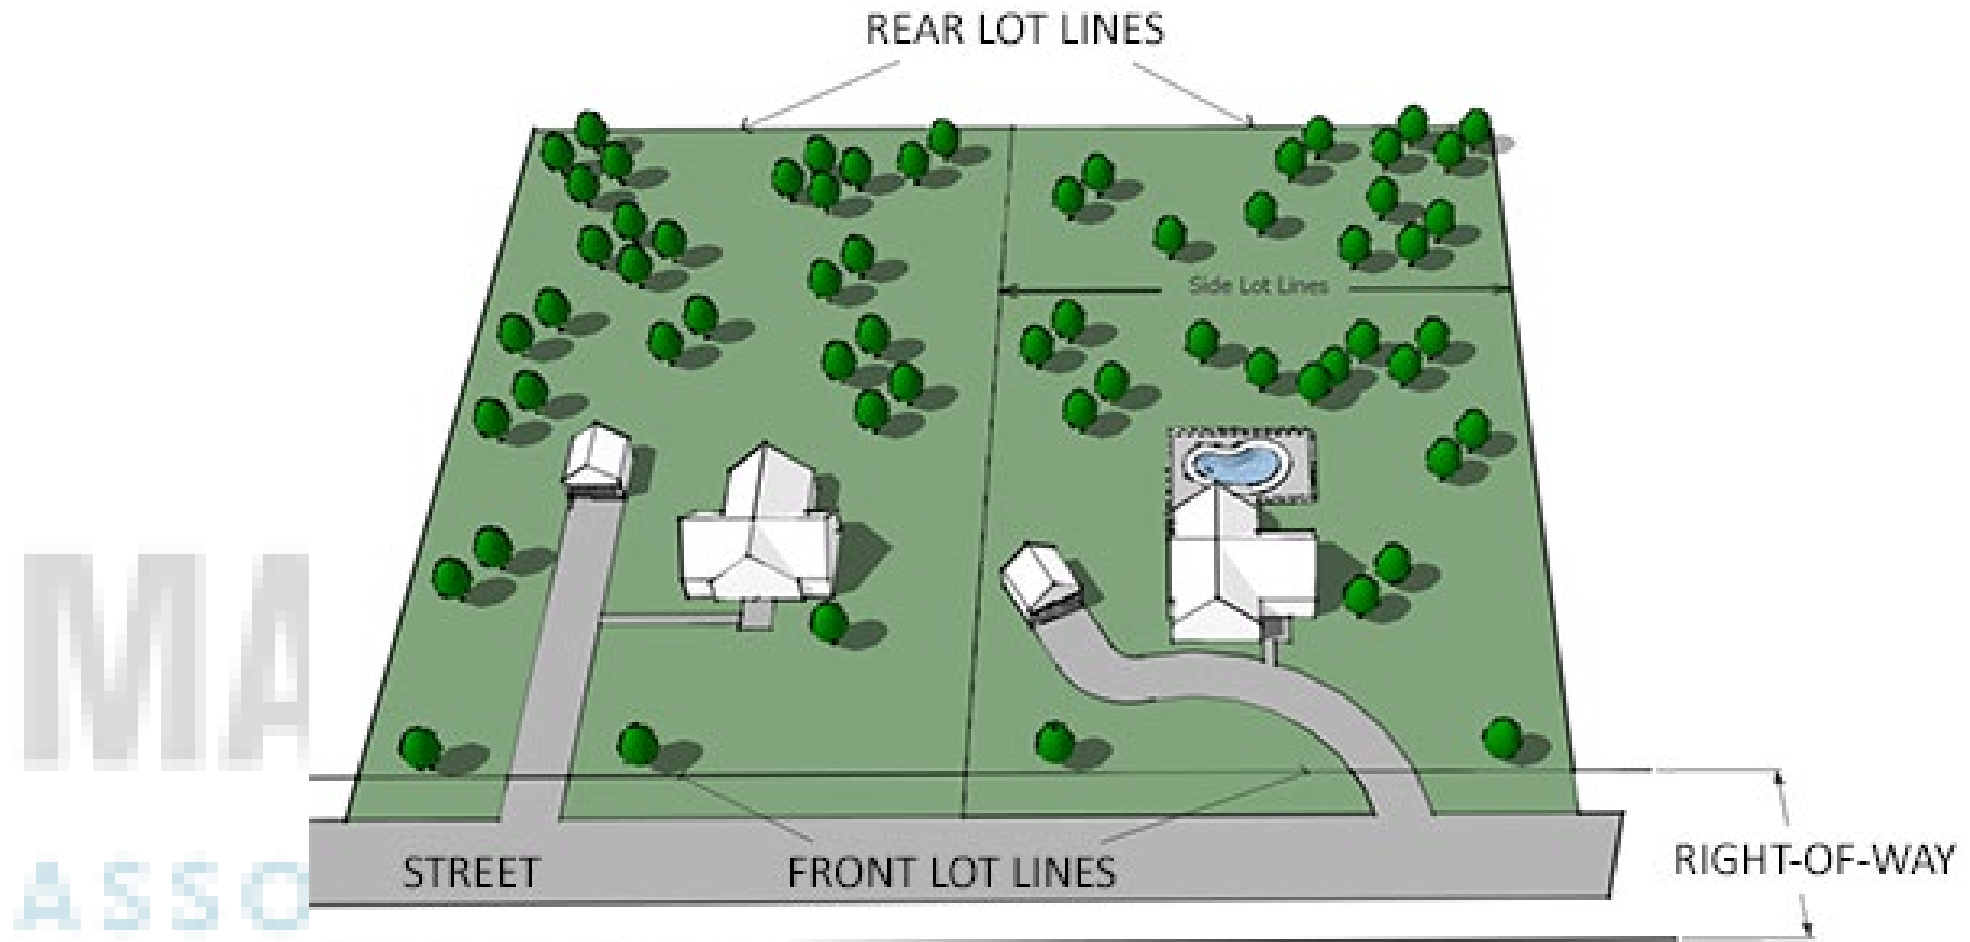 REAR LOT LINES
Side Lot Lines
MA
ASSO
STREET
FRONT LOT LINES
RIGHT-OF-WAY